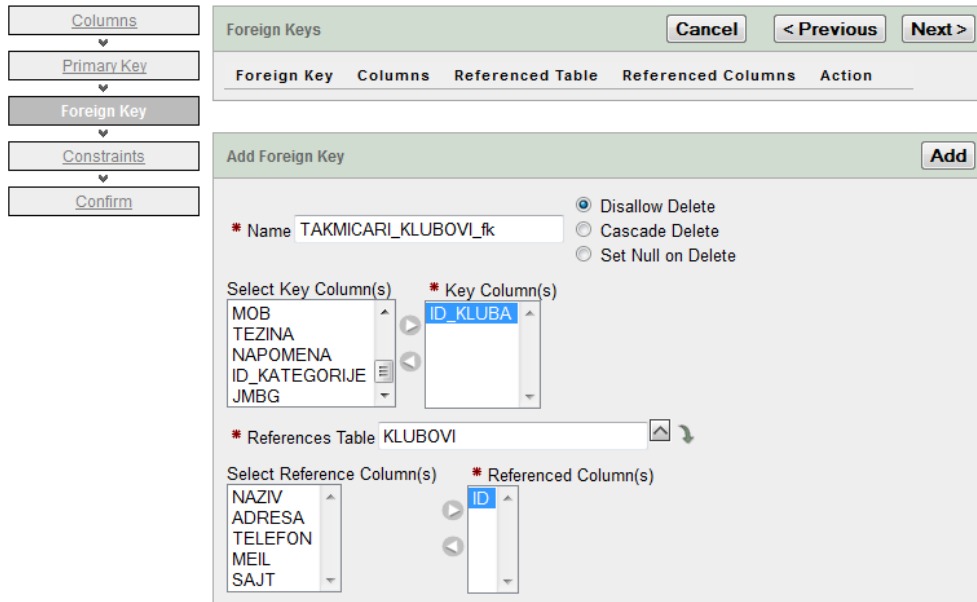 Columns
Primary Key
Foreign Key
Constraints
Confirm
Foreign Keys Cancel < Previous Next >
Foreign Key Columns Referenced Table Referenced Columns Action
Add Foreign Key Add
* Name TAKMICARI_KLUBOVI_fk
Disallow Delete
Cascade Delete
Set Null on Delete
Select Key Column(s) * Key Column(s)
MOB
TEZINA
NAPOMENA
ID_KATEGORIJE
JMBG
ID_KLUBA
* References Table KLUBOVI
Select Reference Column(s) * Referenced Column(s)
NAZIV
ADRESA
TELEFON
MEIL
SAJT
ID